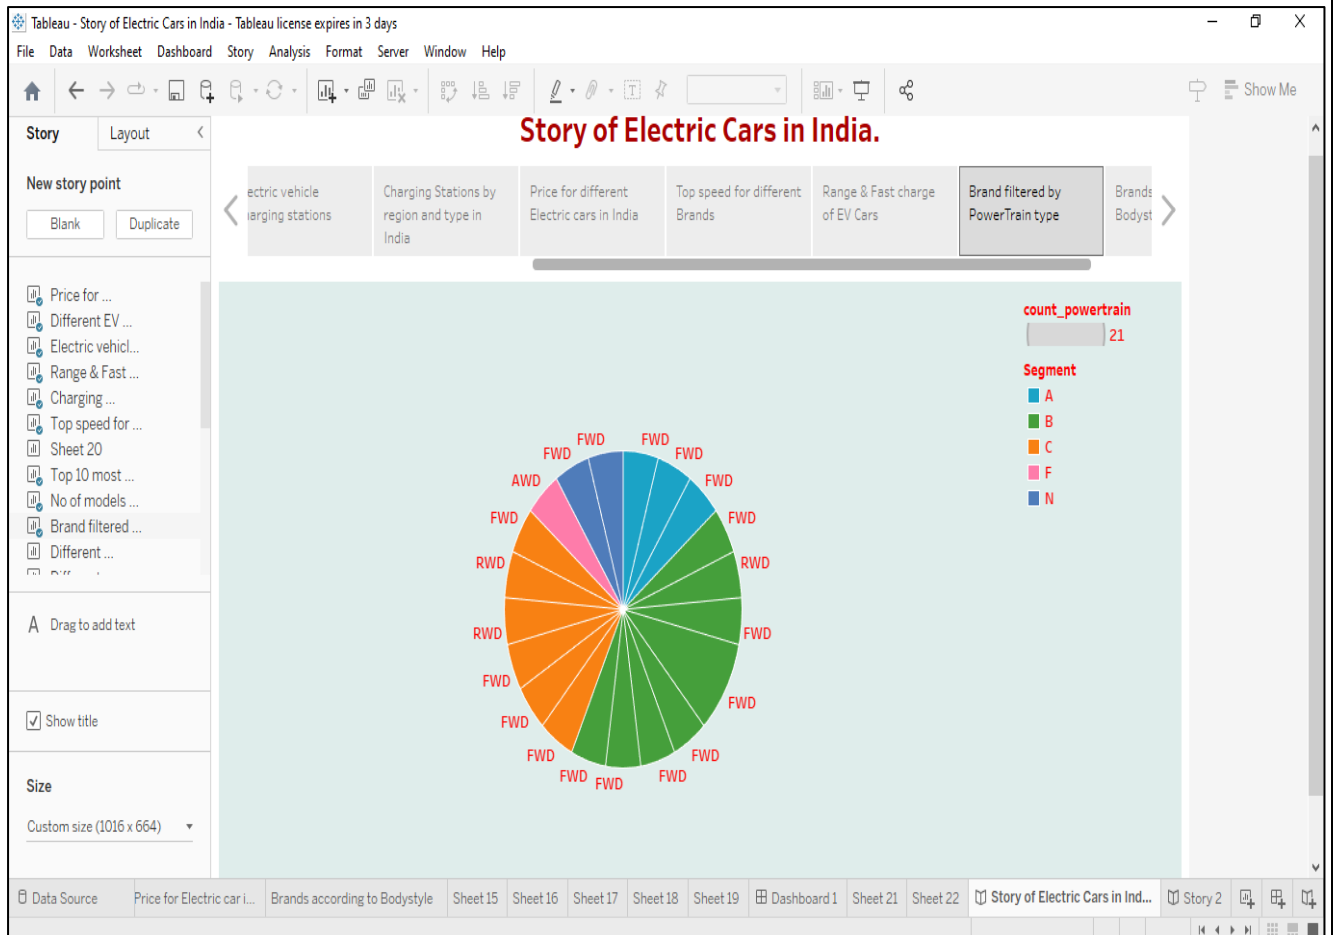 Tableau - Story of Electric Cars in India - Tableau license expires in 3 days
File Data Worksheet Dashboard Story Analysis Format Server Window Help
Show Me
Story Layout
New story point
Blank Duplicate
Price for ...
Different EV ...
Electric vehicl...
Range & Fast ...
Charging ...
Top speed for ...
Sheet 20
Top 10 most ...
No of models ...
Brand filtered ...
Different ...
A Drag to add text
Show title
Size
Custom size (1016 x 664)
Story of Electric Cars in India.
ectric vehicle
arging stations
Charging Stations by
region and type in
India
Price for different
Electric cars in India
Top speed for different
Brands
Range & Fast charge
of EV Cars
Brand filtered by
PowerTrain type
Brands
Bodyst
count_powertrain
21
Segment
A
B
C
F
N
FWD
FWD
FWD
FWD
RWD
FWD
FWD
FWD
FWD
FWD
FWD
FWD
FWD
FWD
RWD
RWD
FWD
AWD
FWD
FWD
Data Source Price for Electric car i... Brands according to Bodystyle Sheet 15 Sheet 16 Sheet 17 Sheet 18 Sheet 19 Dashboard 1 Sheet 21 Sheet 22 Story of Electric Cars in Ind... Story 2